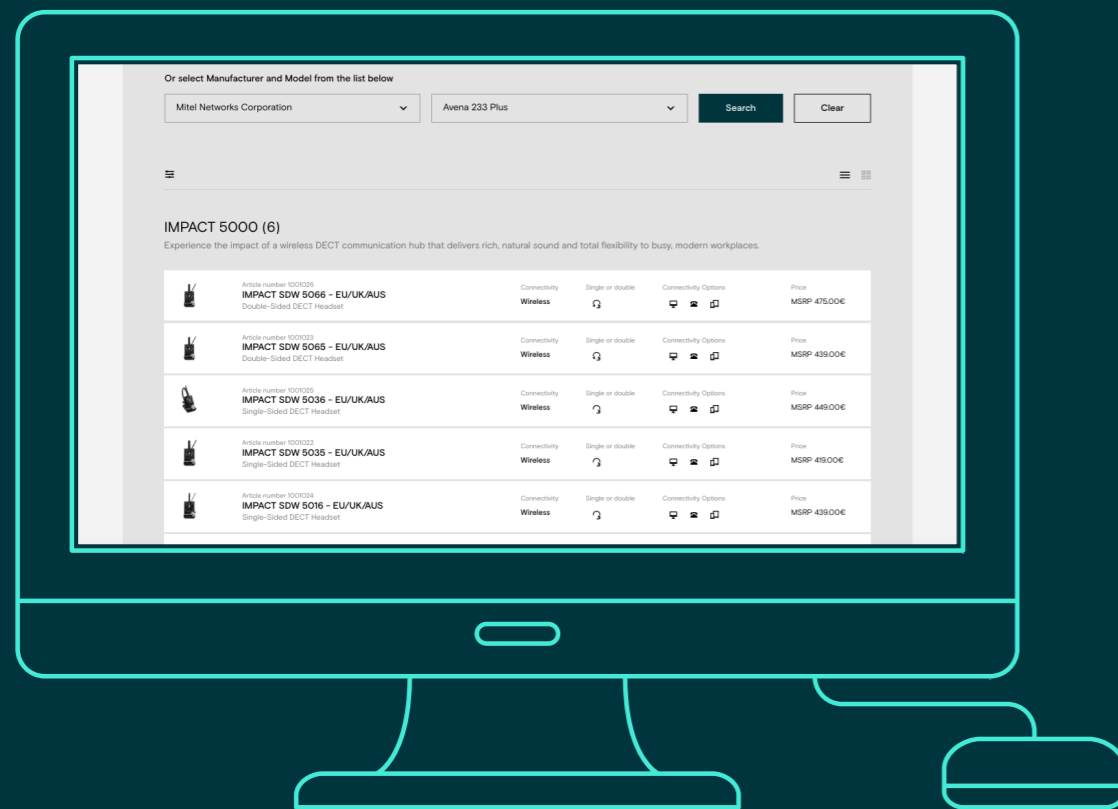 Or select Manufacturer and Model from the list below
Mitel Networks Corporation Avena 233 Plus Search Clear
IMPACT 5000 (6)
Experience the impact of a wireless DECT communication hub that delivers rich, natural sound and total flexibility to busy, modern workplaces.
Article number 1001026 Connectivity Single or double Connectivity Options Price
IMPACT SDW 5066 - EU/UK/AUS Wireless MSRP 475.00€
Double-Sided DECT Headset
Article number 1001023 Connectivity Single or double Connectivity Options Price
IMPACT SDW 5065 - EU/UK/AUS Wireless MSRP 439.00€
Double-Sided DECT Headset
Article number 1001025 Connectivity Single or double Connectivity Options Price
IMPACT SDW 5036 - EU/UK/AUS Wireless MSRP 449.00€
Single-Sided DECT Headset
Article number 1001022 Connectivity Single or double Connectivity Options Price
IMPACT SDW 5035 - EU/UK/AUS Wireless MSRP 419.00€
Single-Sided DECT Headset
Article number 1001024 Connectivity Single or double Connectivity Options Price
IMPACT SDW 5016 - EU/UK/AUS Wireless MSRP 439.00€
Single-Sided DECT Headset